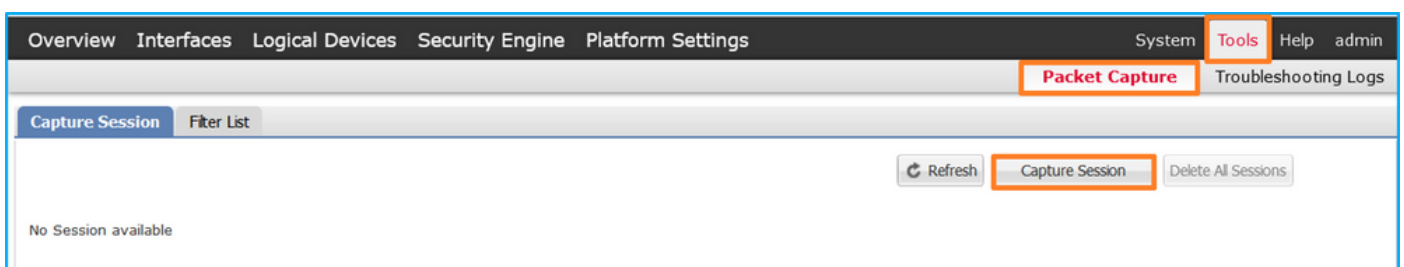 Overview Interfaces Logical Devices Security Engine Platform Settings System Tools Help admin
Packet Capture Troubleshooting Logs
Capture Session Filter List
Refresh Capture Session Delete All Sessions
No Session available